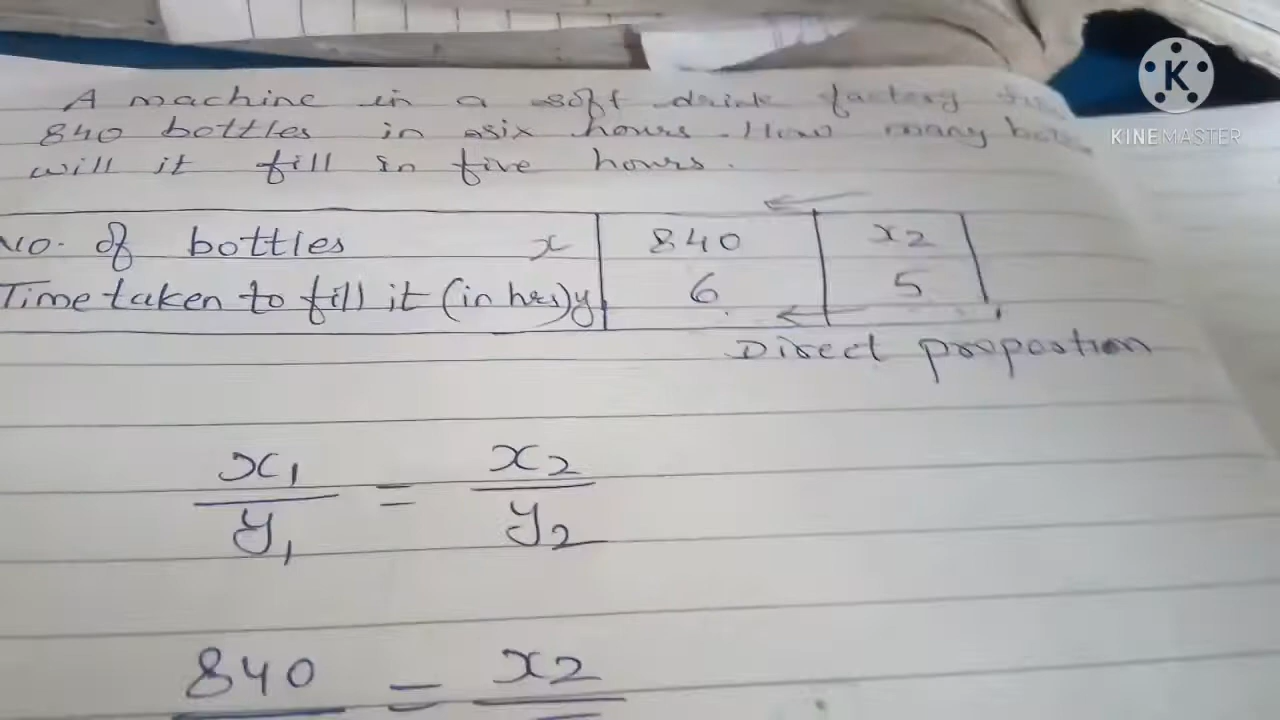 A machine in a soft drink factory
840 bottles in six hours. How many
will it fill in five hours.
No. of bottles x 840 x2
Time taken to fill it (in hrs) y 6 5
Direct proportion
x1 = x2
y1 y2
840 = x2
K
KINEMASTER